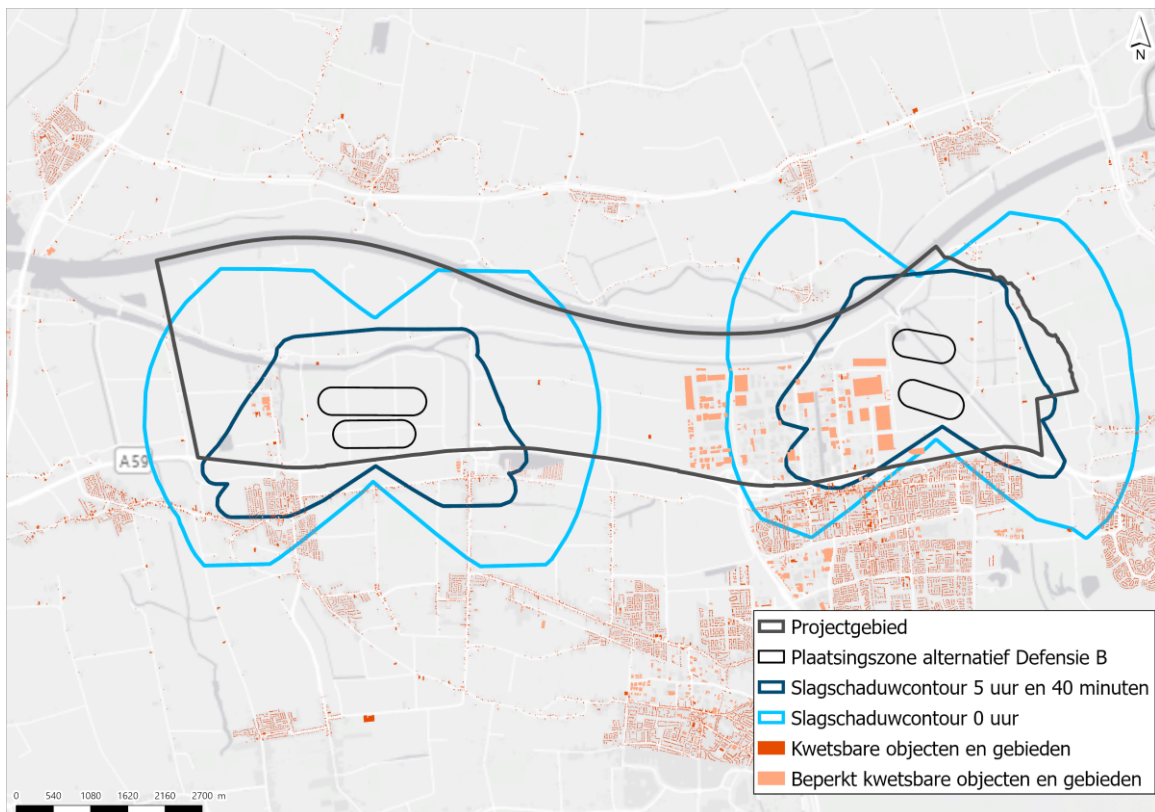 N
A59
Projectgebied
Plaatsingszone alternatief Defensie B
Slagschaduwcontour 5 uur en 40 minuten
Slagschaduwcontour 0 uur
Kwetsbare objecten en gebieden
Beperkt kwetsbare objecten en gebieden
0 540 1080 1620 2160 2700 m